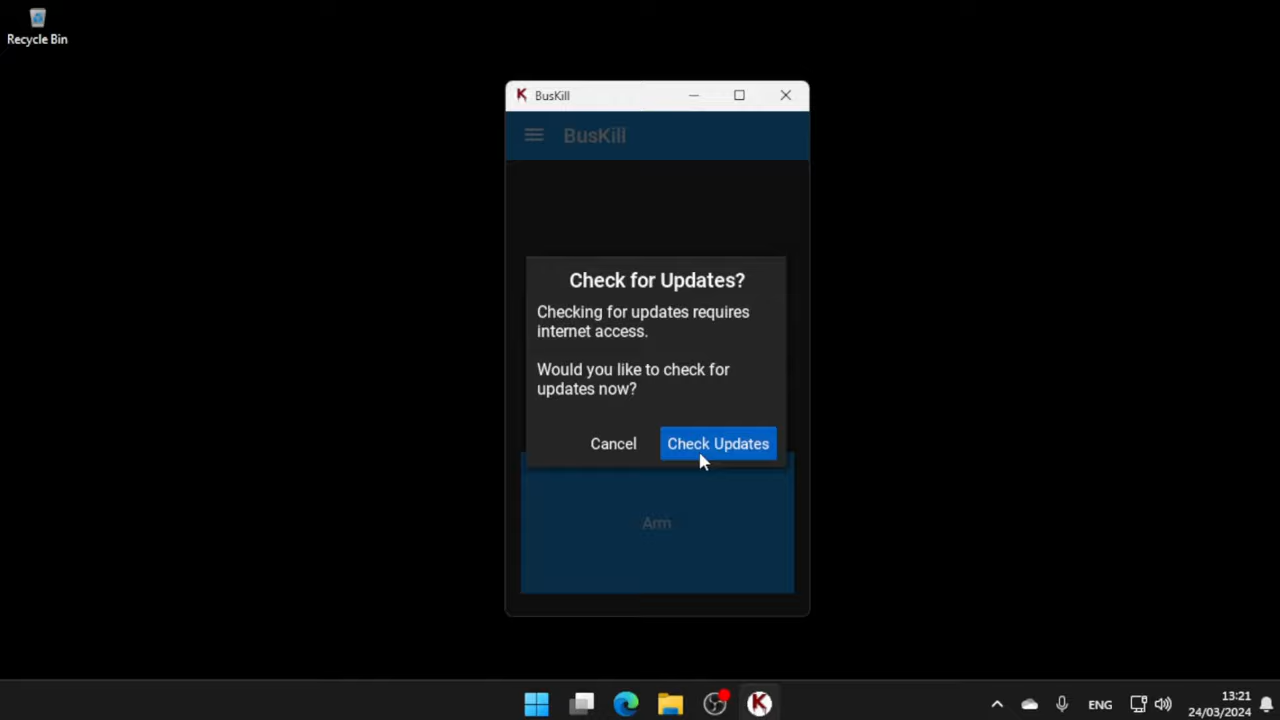 Recycle Bin
BusKill
BusKill
Check for Updates?
Checking for updates requires
internet access.
Would you like to check for
updates now?
Cancel
Check Updates
Arm
ENG
13:21
24/03/2024